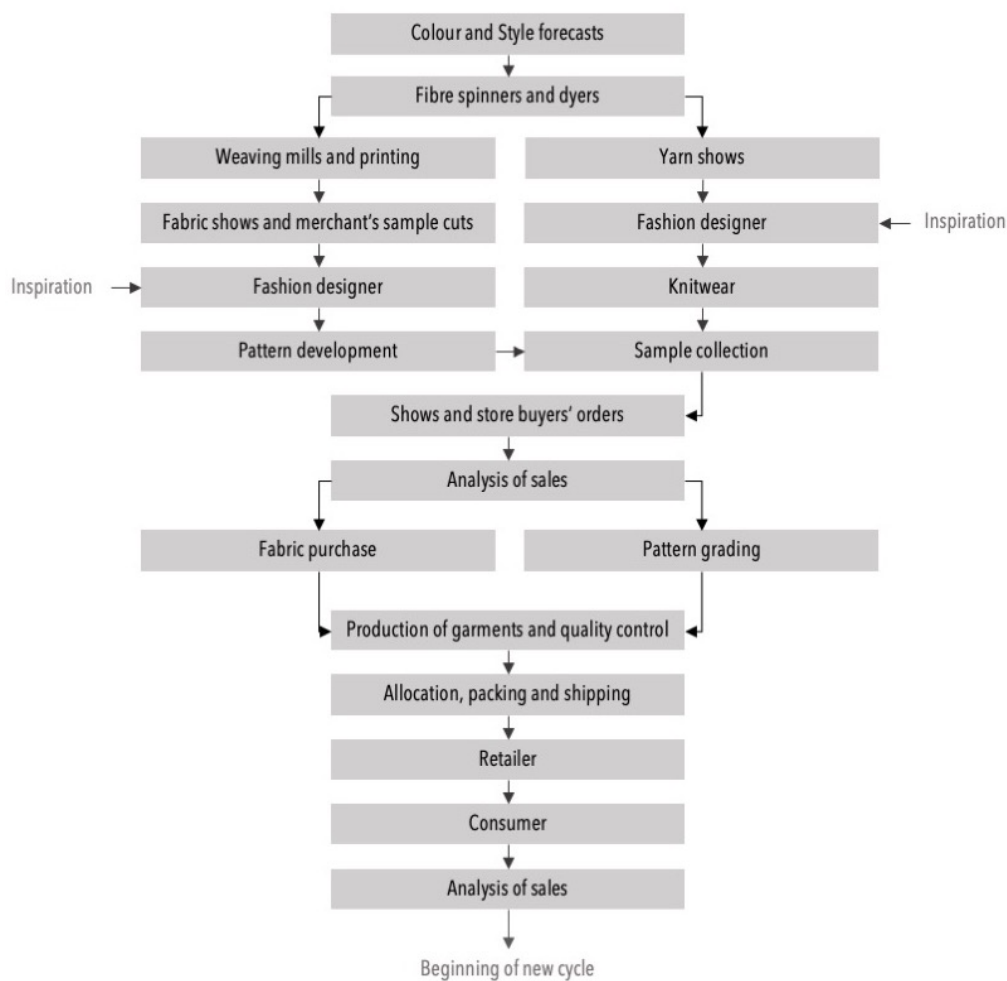 Colour and Style forecasts
Fibre spinners and dyers
Weaving mills and printing
Yarn shows
Fabric shows and merchant's sample cuts
Fashion designer
Inspiration
Inspiration
Fashion designer
Knitwear
Pattern development
Sample collection
Shows and store buyers' orders
Analysis of sales
Fabric purchase
Pattern grading
Production of garments and quality control
Allocation, packing and shipping
Retailer
Consumer
Analysis of sales
Beginning of new cycle